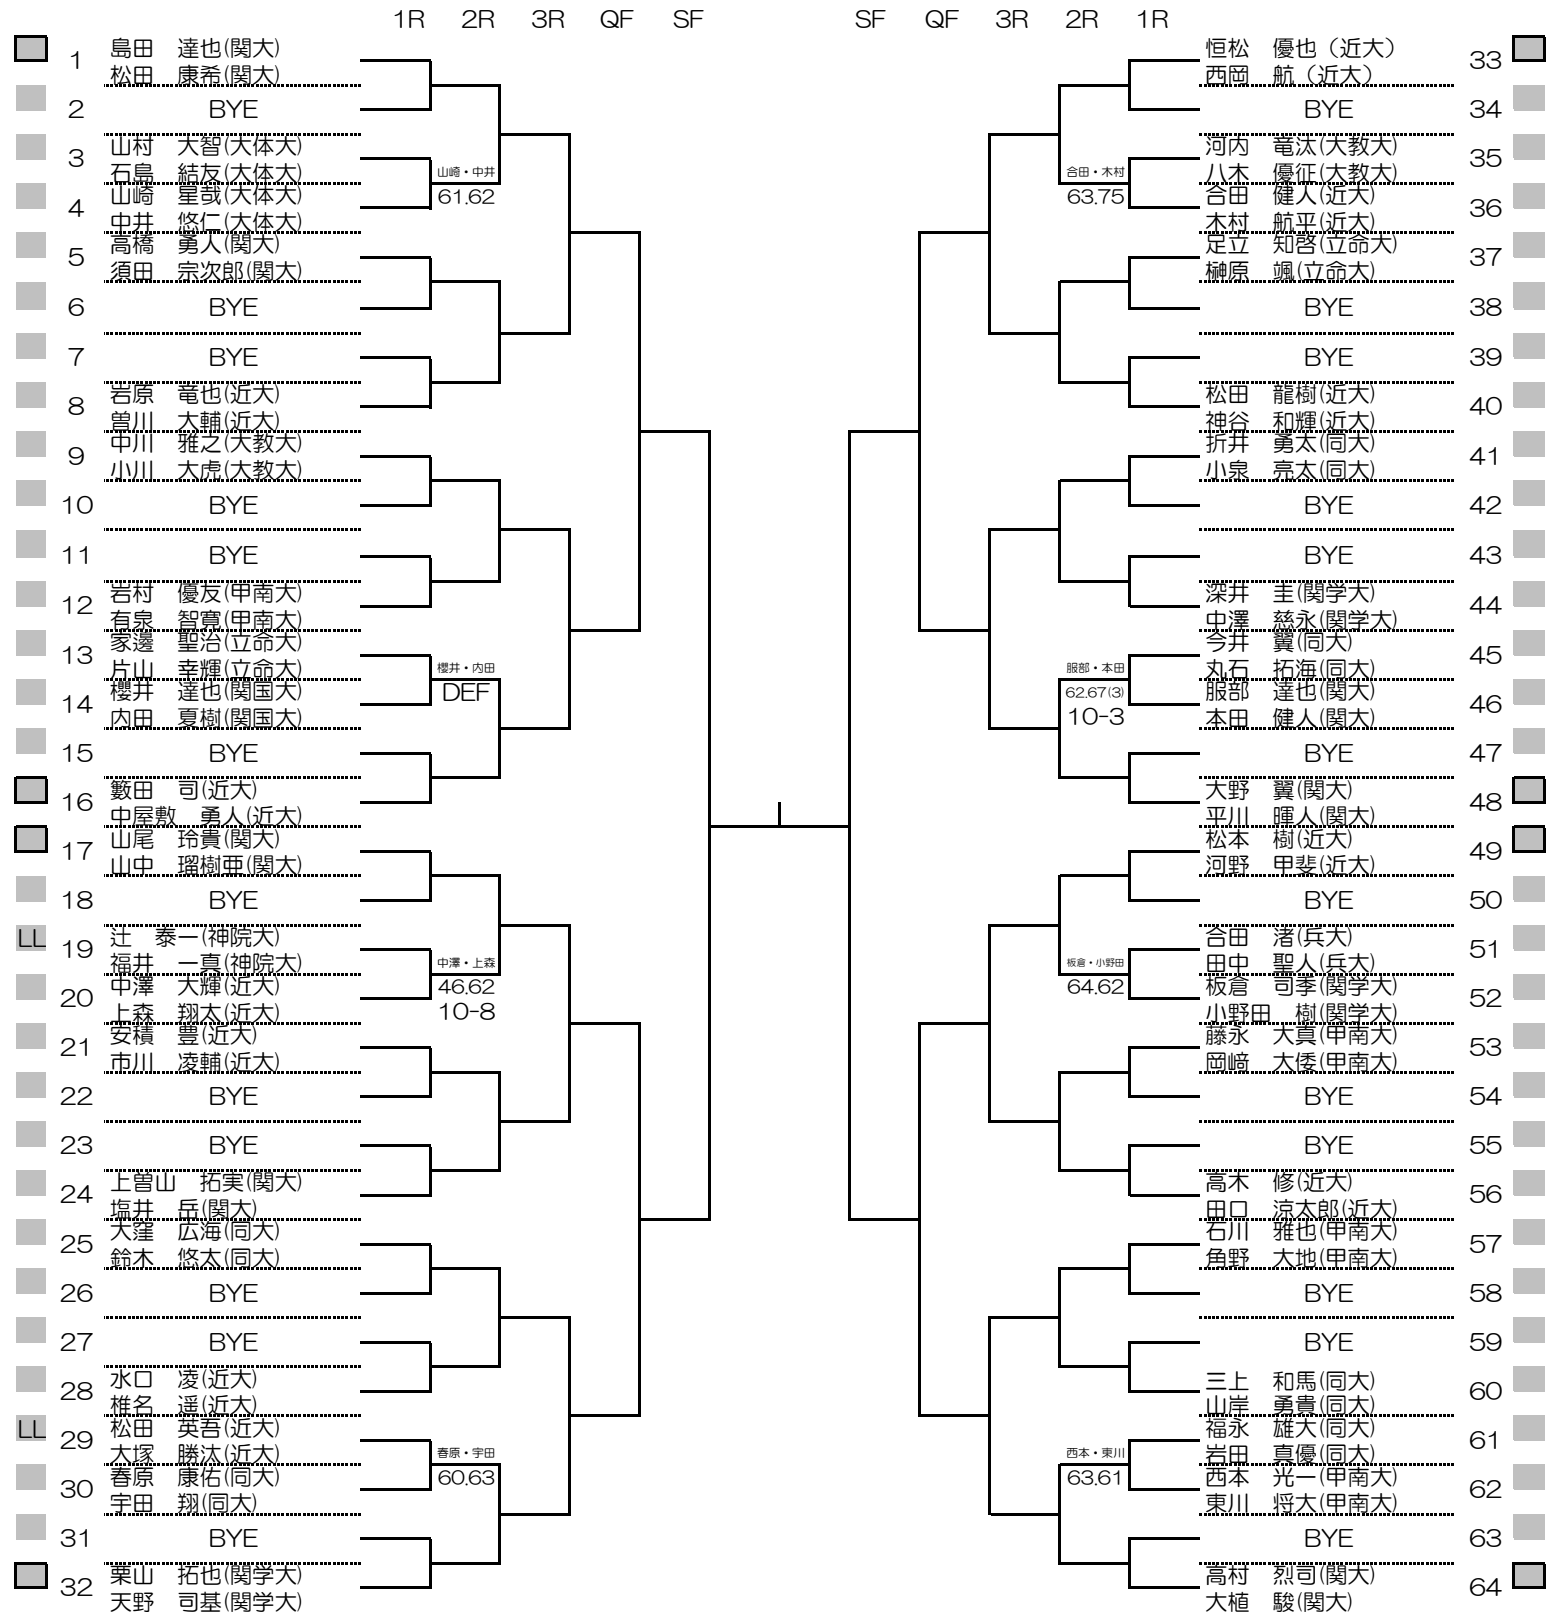 1R 2R 3R QF SF SF QF 3R 2R 1R
1 島田 達也(関大)
松田 康希(関大)
2 BYE
3 山村 大智(大体大)
石島 結友(大体大)
4 山崎 星哉(大体大)
中井 悠仁(大体大)
山崎・中井
61.62
5 高橋 勇人(関大)
須田 宗次郎(関大)
6 BYE
7 BYE
8 岩原 竜也(近大)
曽川 大輔(近大)
9 中川 雅之(大教大)
小川 大虎(大教大)
10 BYE
11 BYE
12 岩村 優友(甲南大)
有泉 智寛(甲南大)
13 家邊 聖治(立命大)
片山 幸輝(立命大)
14 櫻井 達也(関国大)
内田 夏樹(関国大)
櫻井・内田
DEF
15 BYE
16 籔田 司(近大)
中屋敷 勇人(近大)
17 山尾 玲貴(関大)
山中 瑠樹亜(関大)
18 BYE
LL 19 辻 泰一(神院大)
福井 一真(神院大)
20 中澤 大輝(近大)
上森 翔太(近大)
中澤・上森
46.62
10-8
21 安積 豊(近大)
市川 凌輔(近大)
22 BYE
23 BYE
24 上曽山 拓実(関大)
塩井 岳(関大)
25 大窪 広海(同大)
鈴木 悠太(同大)
26 BYE
27 BYE
28 水口 凌(近大)
椎名 遥(近大)
LL 29 松田 英吾(近大)
大塚 勝汰(近大)
30 春原 康佑(同大)
宇田 翔(同大)
春原・宇田
60.63
31 BYE
32 栗山 拓也(関学大)
天野 司基(関学大)
恒松 優也（近大） 33
西岡 航（近大）
BYE 34
河内 竜汰(大教大) 35
八木 優征(大教大)
合田 健人(近大) 36
木村 航平(近大)
合田・木村
63.75
足立 知啓(立命大) 37
榊原 颯(立命大)
BYE 38
BYE 39
松田 龍樹(近大) 40
神谷 和輝(近大)
折井 勇太(同大) 41
小泉 亮太(同大)
BYE 42
BYE 43
深井 圭(関学大) 44
中澤 慈永(関学大)
今井 翼(同大) 45
丸石 拓海(同大)
服部 達也(関大) 46
本田 健人(関大)
服部・本田
62.67(3)
10-3
BYE 47
大野 翼(関大) 48
平川 暉人(関大)
松本 樹(近大) 49
河野 甲斐(近大)
BYE 50
合田 渚(兵大) 51
田中 聖人(兵大)
板倉 司季(関学大) 52
小野田 樹(関学大)
板倉・小野田
64.62
藤永 大真(甲南大) 53
岡﨑 大倭(甲南大)
BYE 54
BYE 55
高木 修(近大) 56
田口 涼太郎(近大)
石川 雅也(甲南大) 57
角野 大地(甲南大)
BYE 58
BYE 59
三上 和馬(同大) 60
山岸 勇貴(同大)
福永 雄大(同大) 61
岩田 真優(同大)
西本 光一(甲南大) 62
東川 将大(甲南大)
西本・東川
63.61
BYE 63
高村 烈司(関大) 64
大植 駿(関大)